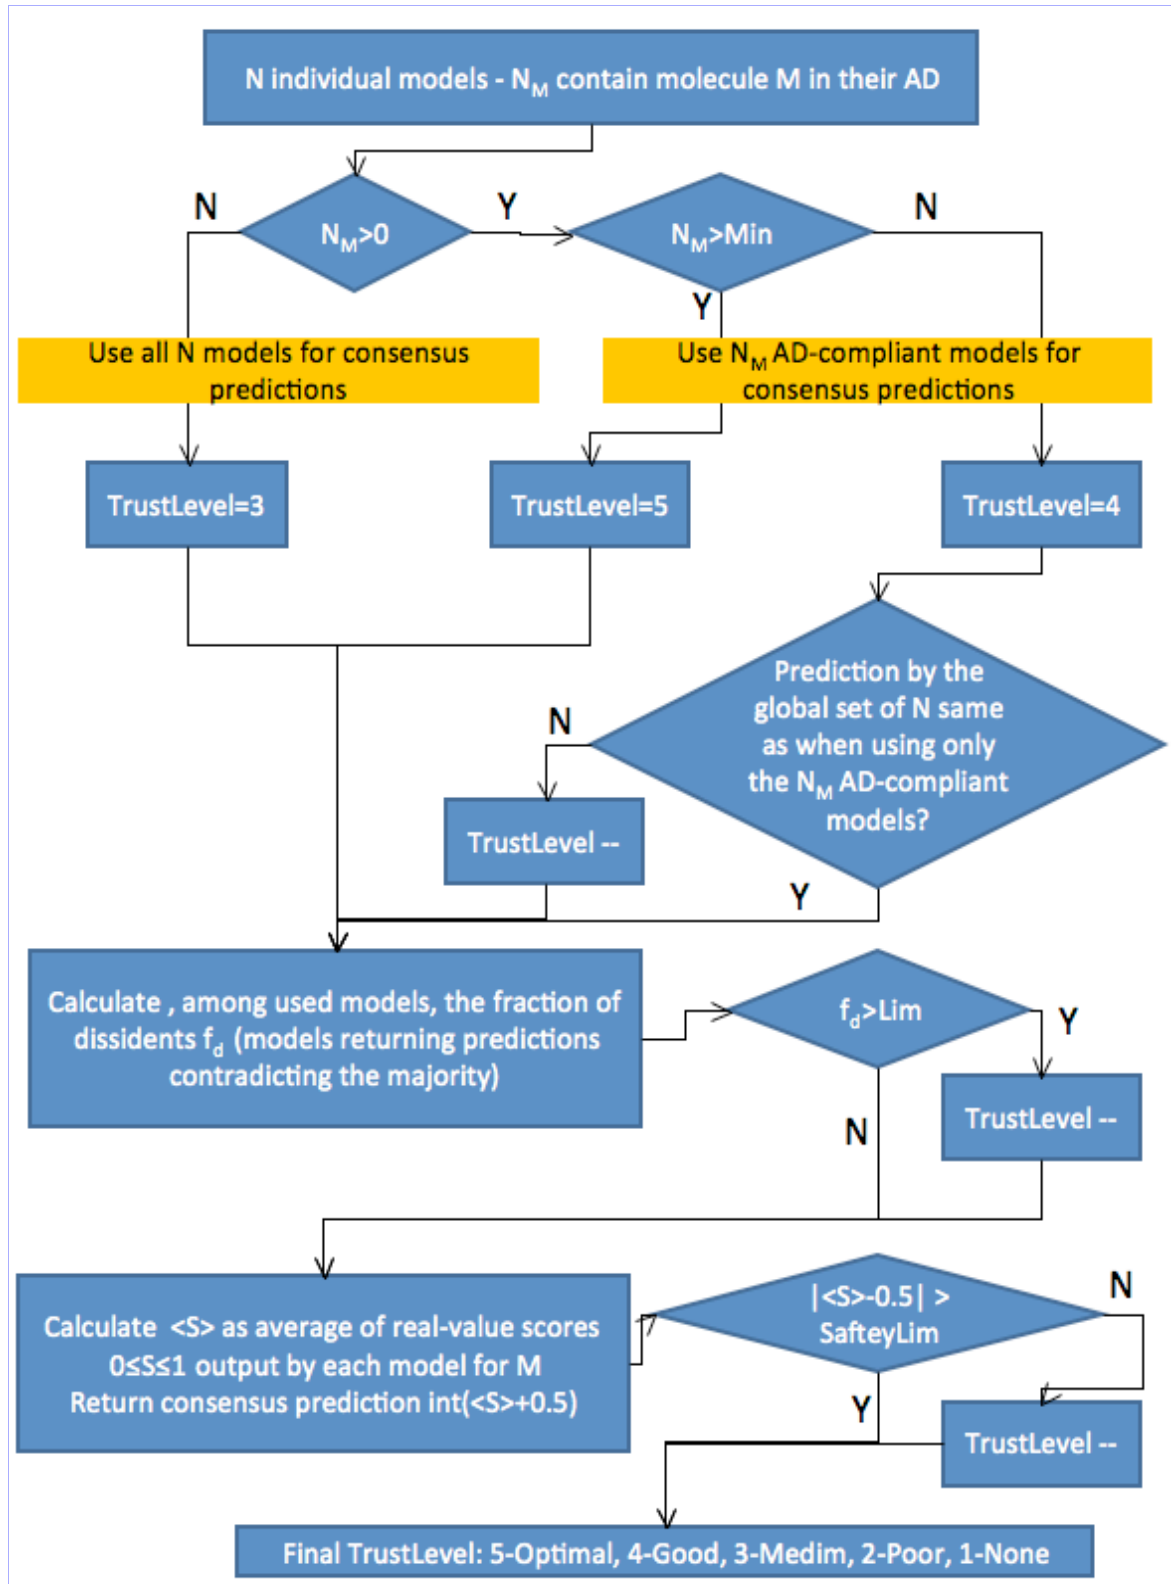 N individual models - NM contain molecule M in their AD
N
NM>0
Y
NM>Min
N
Y
Use all N models for consensus
predictions
Use NM AD-compliant models for
consensus predictions
TrustLevel=3
TrustLevel=5
TrustLevel=4
Prediction by the
global set of N same
as when using only
the NM AD-compliant
models?
N
TrustLevel --
Y
Calculate , among used models, the fraction of
dissidents fd (models returning predictions
contradicting the majority)
fd>Lim
Y
N
TrustLevel --
Calculate <S> as average of real-value scores
0≤S≤1 output by each model for M
Return consensus prediction int(<S>+0.5)
|<S>-0.5| >
SafteyLim
N
Y
TrustLevel --
Final TrustLevel: 5-Optimal, 4-Good, 3-Medim, 2-Poor, 1-None